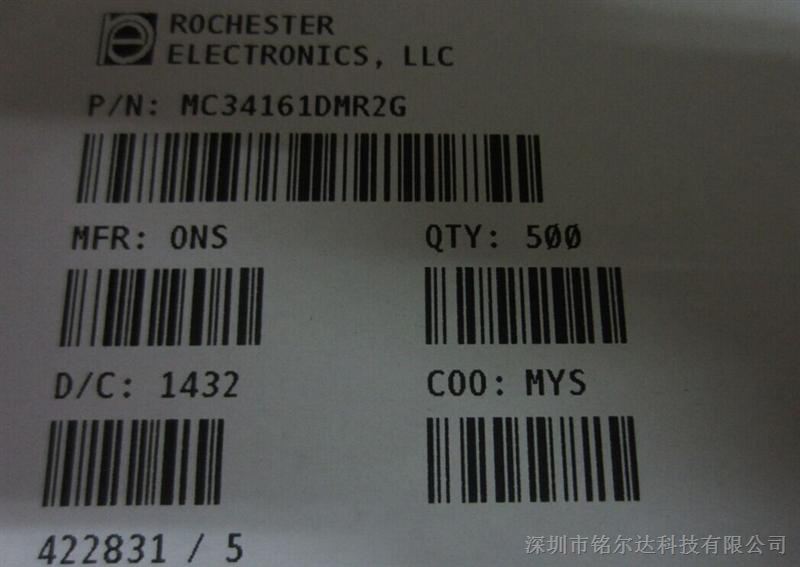 ROCHESTER
ELECTRONICS, LLC
P/N: MC34161DMR2G
MFR: ONS
QTY: 500
D/C: 1432
COO: MYS
422831 / 5
深圳市铭尔达科技有限公司